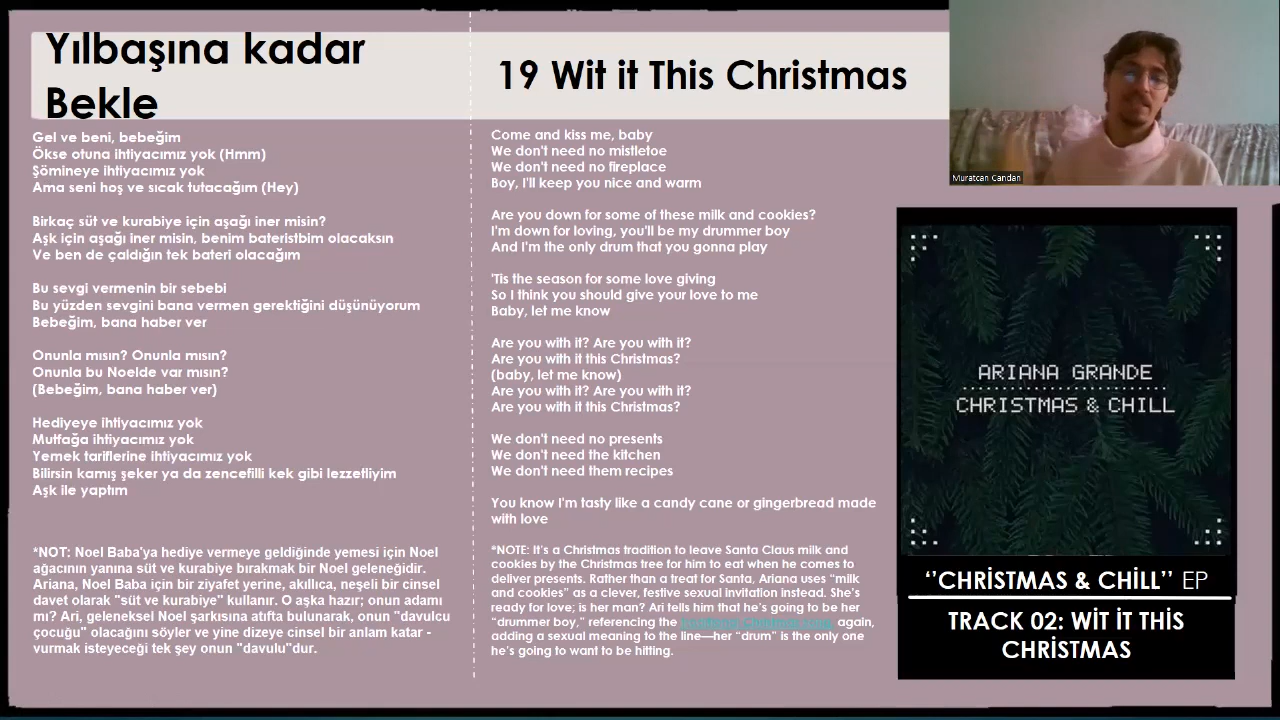 Yılbaşına kadar
Bekle
Gel ve beni, bebeğim
Ökse otuna ihtiyacımız yok (Hmm)
Şömineye ihtiyacımız yok
Ama seni hoş ve sıcak tutacağım (Hey)
Birkaç süt ve kurabiye için aşağı iner misin?
Aşk için aşağı iner misin, benim bateristbim olacaksın
Ve ben de çaldığın tek bateri olacağım
Bu sevgi vermenin bir sebebi
Bu yüzden sevgini bana vermen gerektiğini düşünüyorum
Bebeğim, bana haber ver
Onunla mısın? Onunla mısın?
Onunla bu Noelde var mısın?
(Bebeğim, bana haber ver)
Hediyeye ihtiyacımız yok
Mutfağa ihtiyacımız yok
Yemek tariflerine ihtiyacımız yok
Bilirsin kamış şeker ya da zencefilli kek gibi lezzetliyim
Aşk ile yaptım
*NOT: Noel Baba'ya hediye vermeye geldiğinde yemesi için Noel
ağacının yanına süt ve kurabiye bırakmak bir Noel geleneğidir.
Ariana, Noel Baba için bir ziyafet yerine, akıllıca, neşeli bir cinsel
davet olarak "süt ve kurabiye" kullanır. O aşka hazır; onun adamı
mı? Ari, geleneksel Noel şarkısına atıfta bulunarak, onun "davulcu
çocuğu" olacağını söyler ve yine dizeye cinsel bir anlam katar -
vurmak isteyeceği tek şey onun "davulu"dur.
19 Wit it This Christmas
Come and kiss me, baby
We don't need no mistletoe
We don't need no fireplace
Boy, I'll keep you nice and warm
Are you down for some of these milk and cookies?
I'm down for loving, you'll be my drummer boy
And I'm the only drum that you gonna play
'Tis the season for some love giving
So I think you should give your love to me
Baby, let me know
Are you with it? Are you with it?
Are you with it this Christmas?
(baby, let me know)
Are you with it? Are you with it?
Are you with it this Christmas?
We don't need no presents
We don't need the kitchen
We don't need them recipes
You know I'm tasty like a candy cane or gingerbread made
with love
*NOTE: It's a Christmas tradition to leave Santa Claus milk and
cookies by the Christmas tree for him to eat when he comes to
deliver presents. Rather than a treat for Santa, Ariana uses "milk
and cookies" as a clever, festive sexual invitation instead. She's
ready for love; is her man? Ari tells him that he's going to be her
"drummer boy," referencing the traditional Christmas song, again,
adding a sexual meaning to the line—her "drum" is the only one
he's going to want to be hitting.
Muratcan Candan
ARIANA GRANDE
CHRISTMAS & CHILL
''CHRİSTMAS & CHİLL'' EP
TRACK 02: WİT İT THİS
CHRİSTMAS